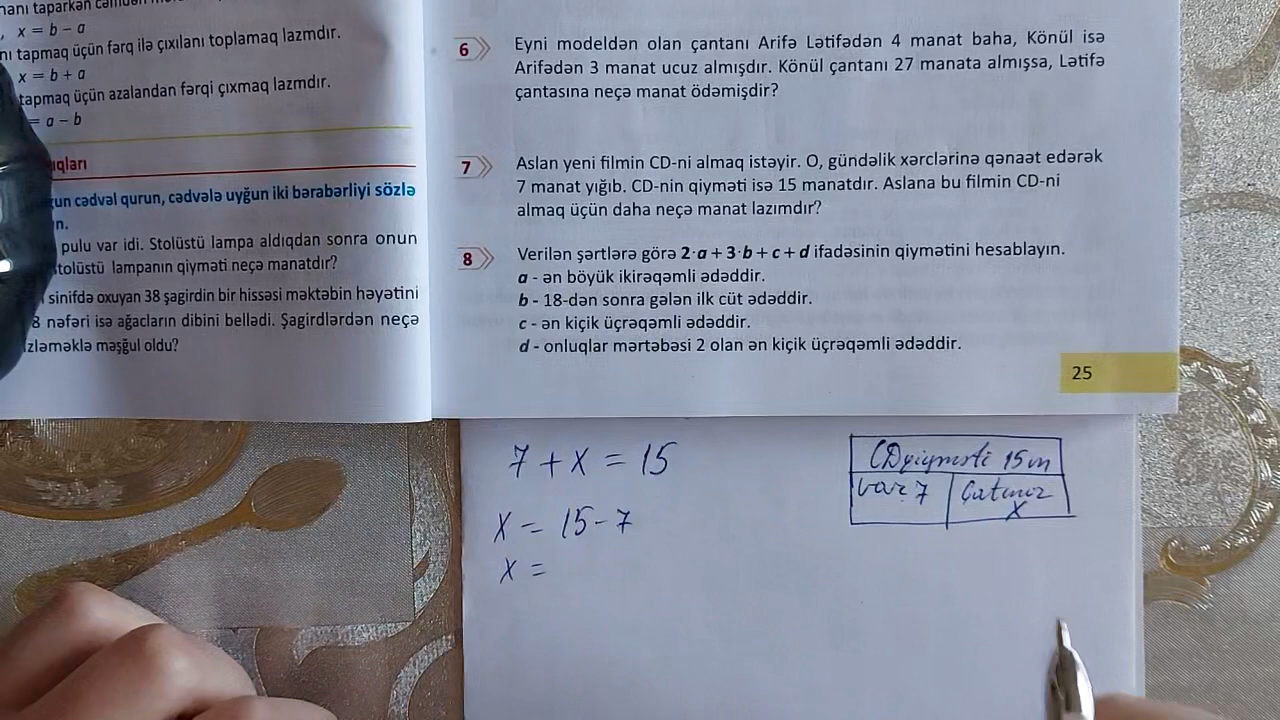 x = b − a
nı tapmaq üçün fərq ilə çıxılanı toplamaq lazımdır.
x = b + a
tapmaq üçün azalandan fərqi çıxmaq lazımdır.
= a − b
cədvəl qurun, cədvələ uyğun iki bərabərliyi sözlə
pulu var idi. Stolüstü lampa aldıqdan sonra onun
stolüstü lampanın qiyməti neçə manatdır?
sinifdə oxuyan 38 şagirdin bir hissəsi məktəbin həyətini
8 nəfəri isə ağacların dibini bellədi. Şagirdlərdən neçə
məşğul oldu?
6 Eyni modeldən olan çantanı Arifə Lətifədən 4 manat baha, Könül isə
Arifədən 3 manat ucuz almışdır. Könül çantanı 27 manata almışsa, Lətifə
çantasına neçə manat ödəmişdir?
7 Aslan yeni filmin CD-ni almaq istəyir. O, gündəlik xərclərinə qənaət edərək
7 manat yığıb. CD-nin qiyməti isə 15 manatdır. Aslana bu filmin CD-ni
almaq üçün daha neçə manat lazımdır?
8 Verilən şərtlərə görə 2·a + 3·b + c + d ifadəsinin qiymətini hesablayın.
a - ən böyük ikirəqəmli ədəddir.
b - 18-dən sonra gələn ilk cüt ədəddir.
c - ən kiçik üçrəqəmli ədəddir.
d - onluqlar mərtəbəsi 2 olan ən kiçik üçrəqəmli ədəddir.
25
7 + x = 15
x = 15 - 7
x =
CD qiyməti 15 m
var 7 çatmır
x